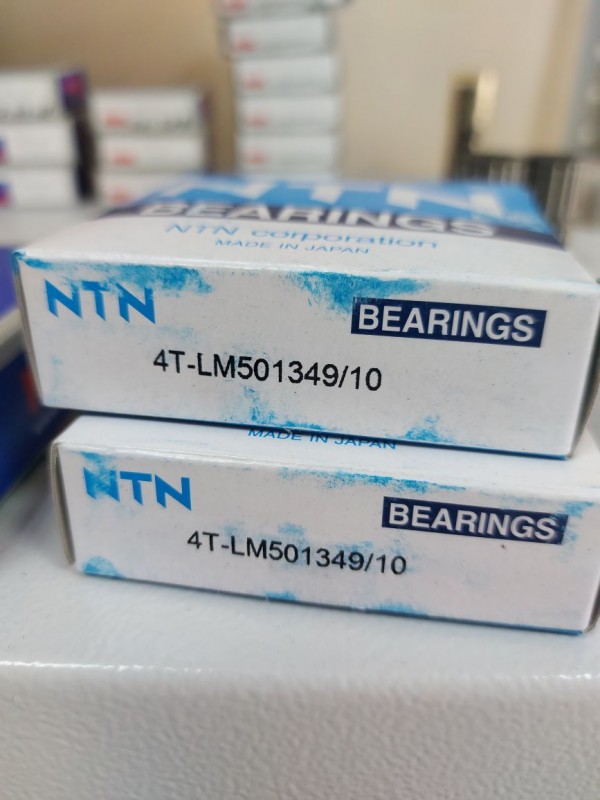 NTN
BEARINGS
NTN corporation
MADE IN JAPAN
NTN
BEARINGS
4T-LM501349/10
MADE IN JAPAN
NTN
BEARINGS
4T-LM501349/10